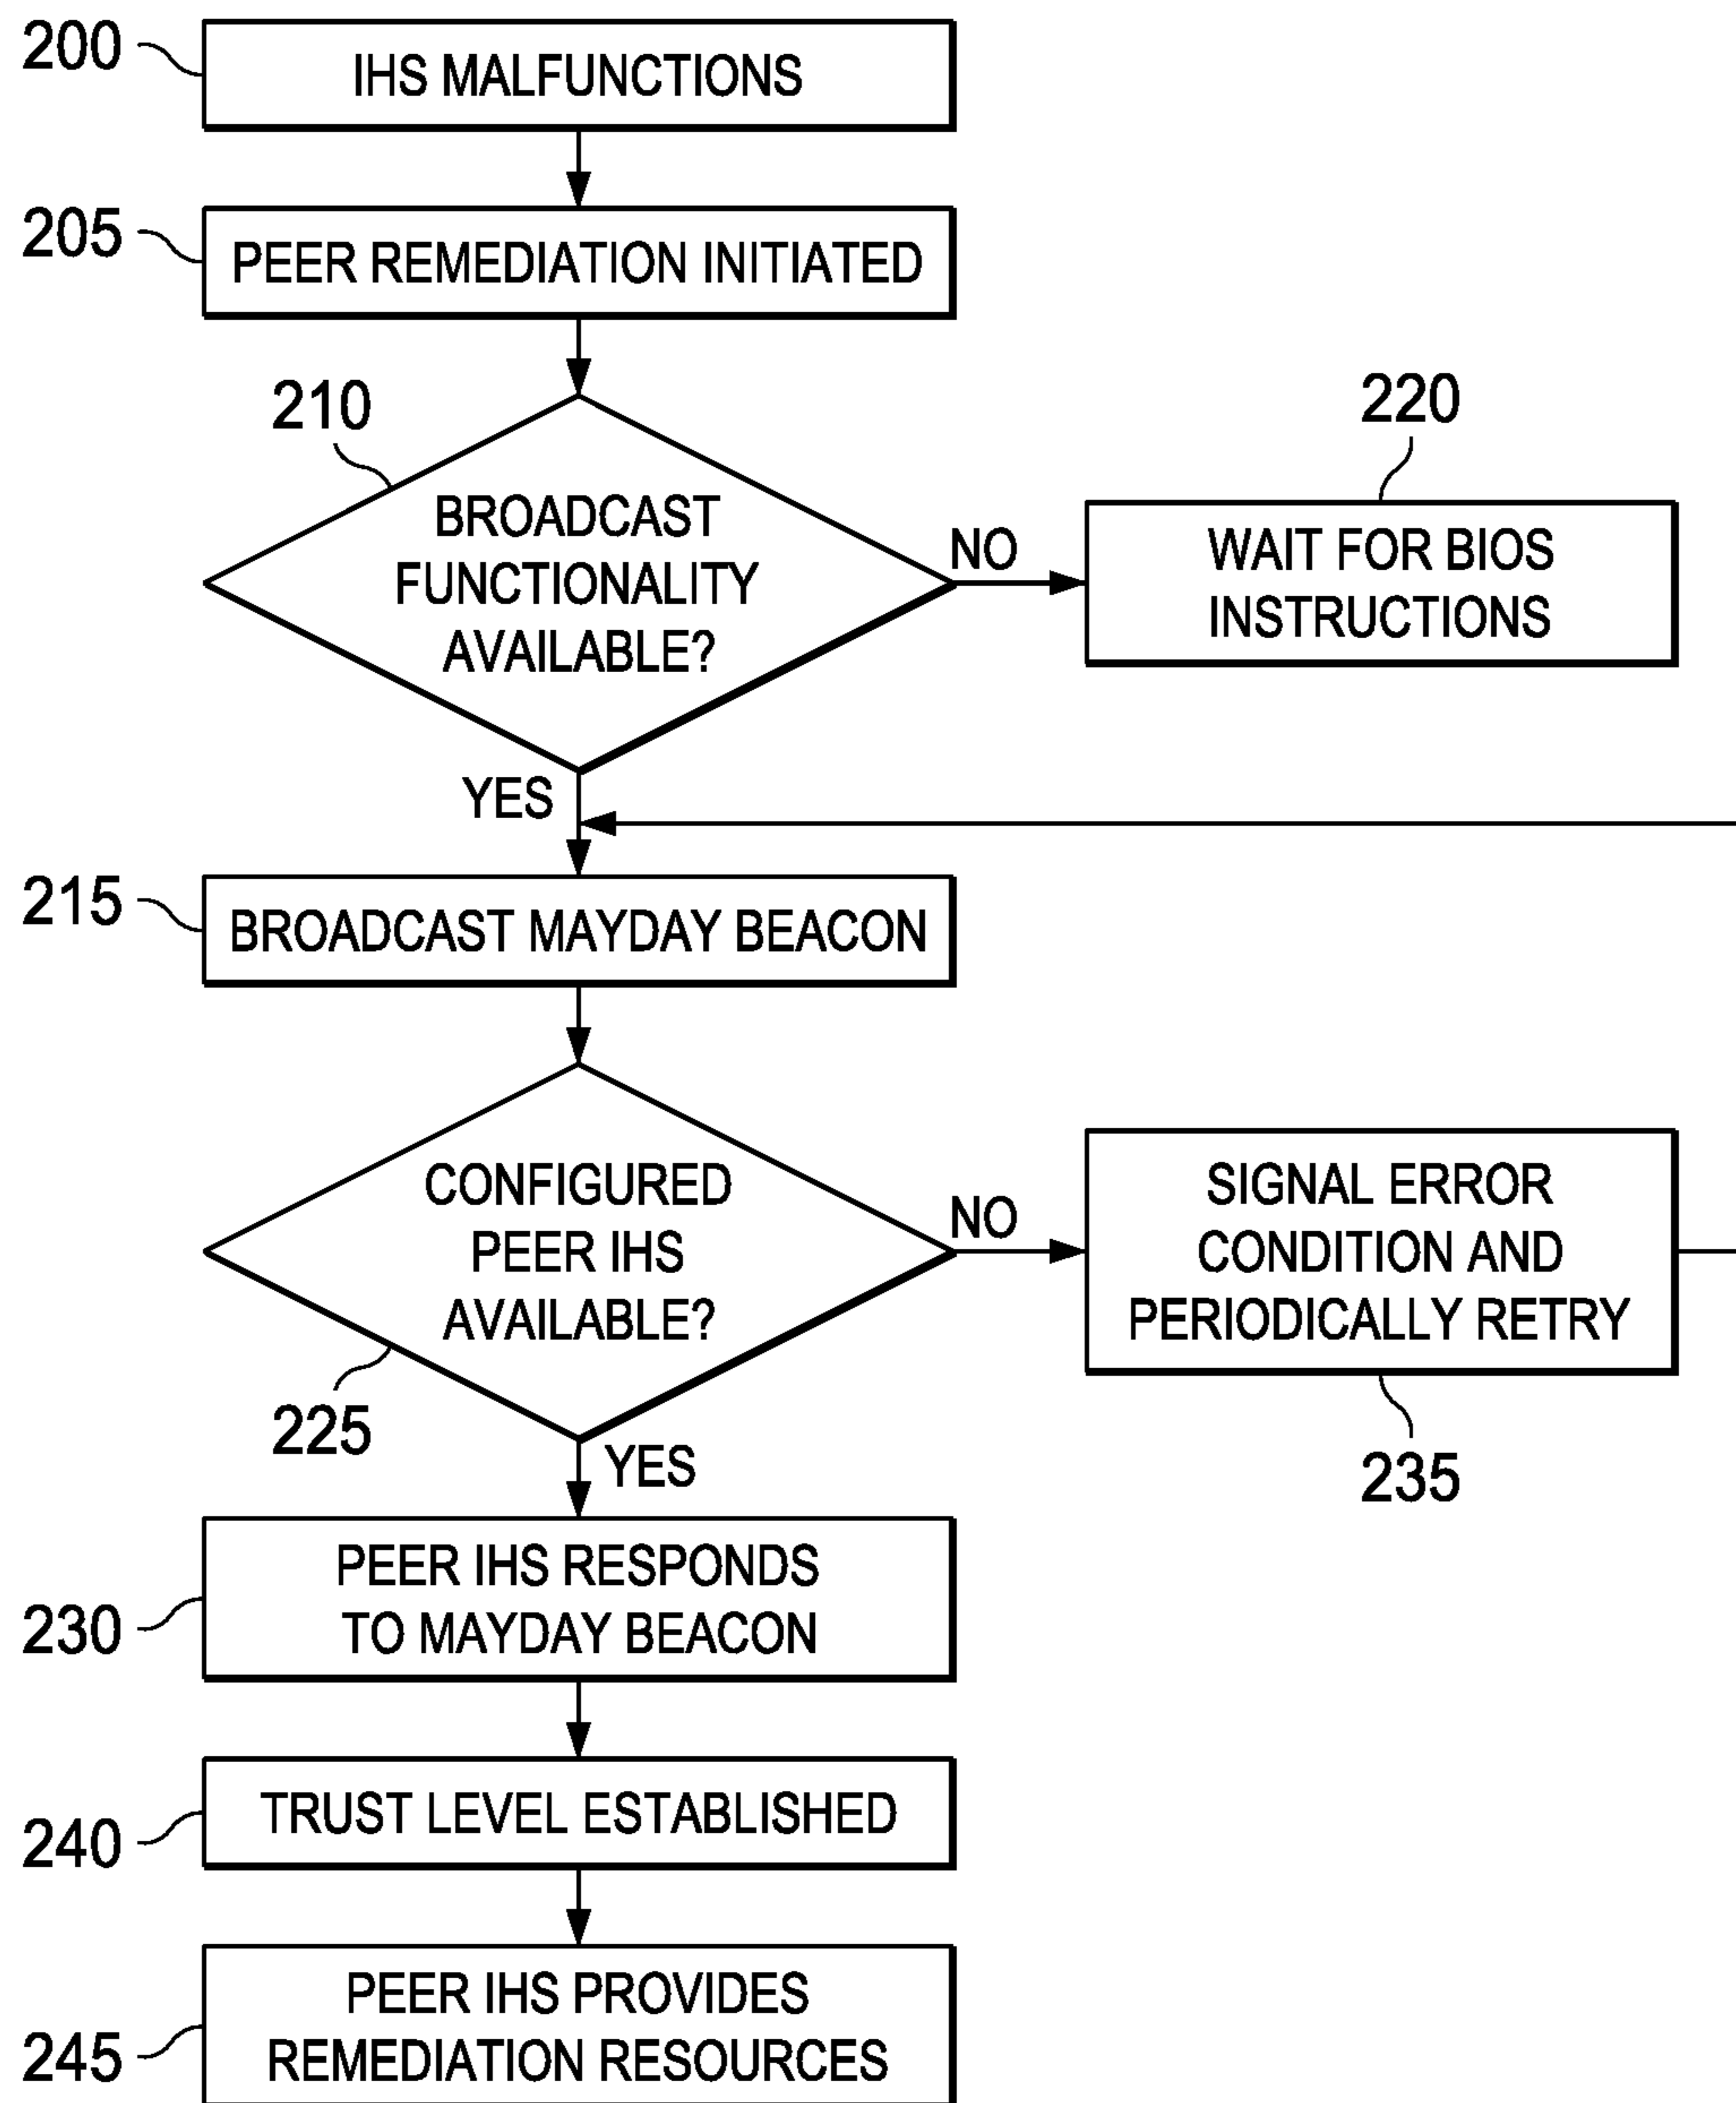 200
IHS MALFUNCTIONS
205
PEER REMEDIATION INITIATED
210
BROADCAST
FUNCTIONALITY
AVAILABLE?
NO
220
WAIT FOR BIOS
INSTRUCTIONS
YES
215
BROADCAST MAYDAY BEACON
CONFIGURED
PEER IHS
AVAILABLE?
225
NO
SIGNAL ERROR
CONDITION AND
PERIODICALLY RETRY
235
YES
230
PEER IHS RESPONDS
TO MAYDAY BEACON
240
TRUST LEVEL ESTABLISHED
245
PEER IHS PROVIDES
REMEDIATION RESOURCES